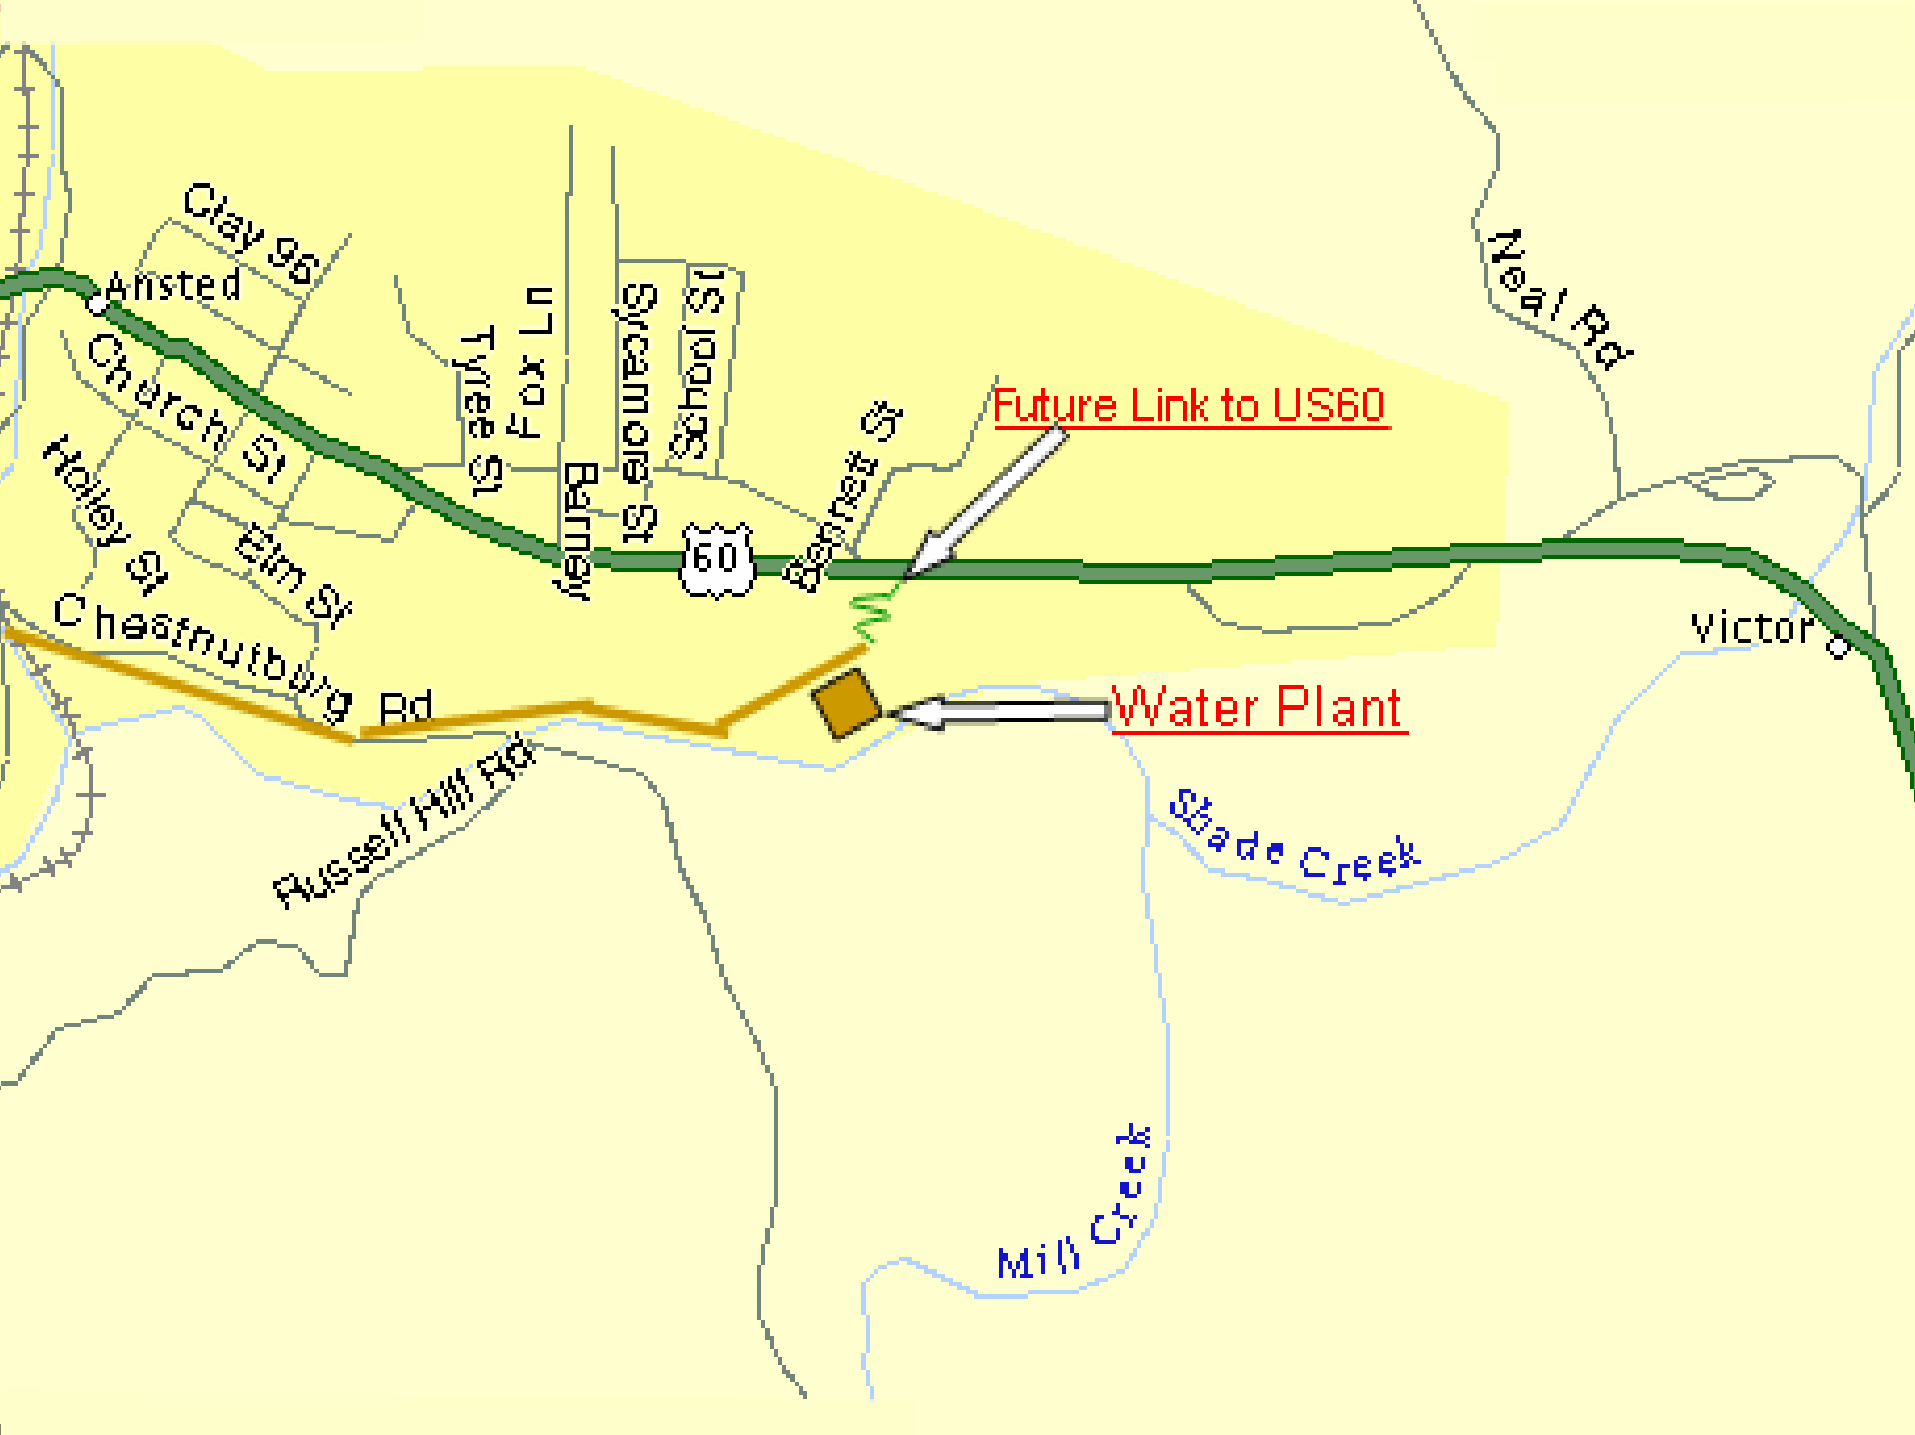 Clay 96
Ansted
Church St
Tyree St
Fox Ln
Sycamore St
School St
Neal Rd
Future Link to US60
Bennett St
Holley St
Elm St
60
Victor
Chestnutburg Rd
Water Plant
Russell Hill Rd
Shade Creek
Mill Creek